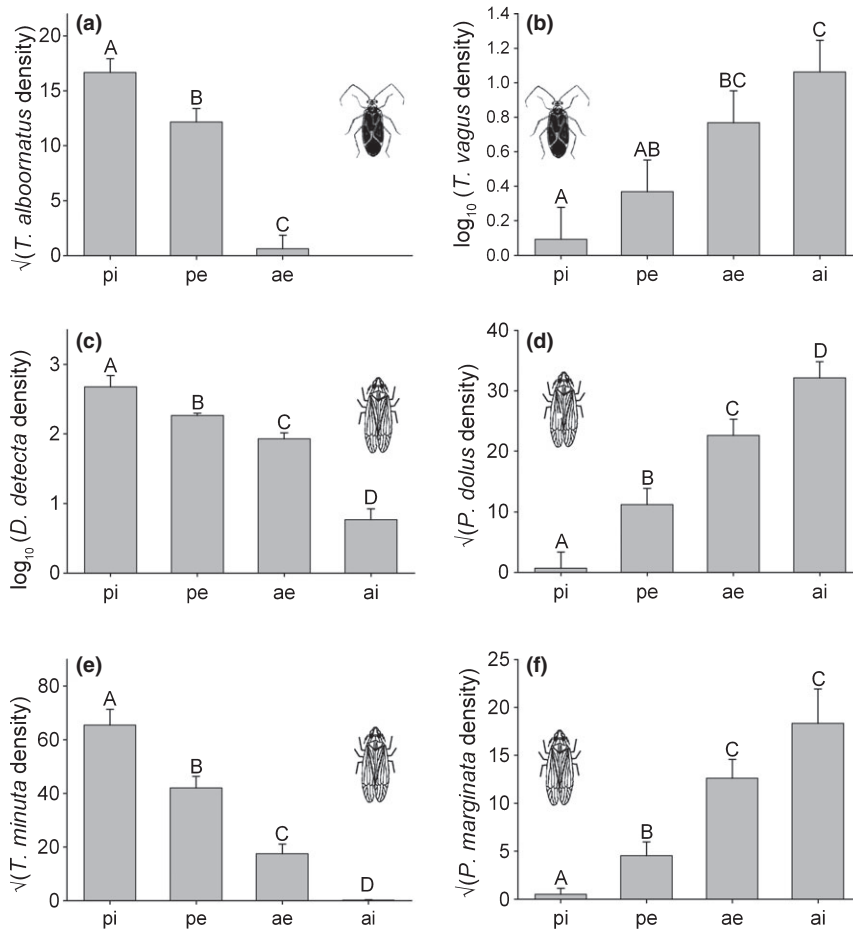 (a)
√(T. alboornatus density)
20
15
10
5
0
A
B
C
pi pe ae
(b)
log₁₀ (T. vagus density)
1.4
1.2
1.0
0.8
0.6
0.4
0.2
0.0
A
AB
BC
C
pi pe ae ai
(c)
log₁₀ (D. detecta density)
3
2
1
0
A
B
C
D
pi pe ae ai
(d)
√(P. dolus density)
40
30
20
10
0
A
B
C
D
pi pe ae ai
(e)
√(T. minuta density)
80
60
40
20
0
A
B
C
D
pi pe ae ai
(f)
√(P. marginata density)
25
20
15
10
5
0
A
B
C
C
pi pe ae ai